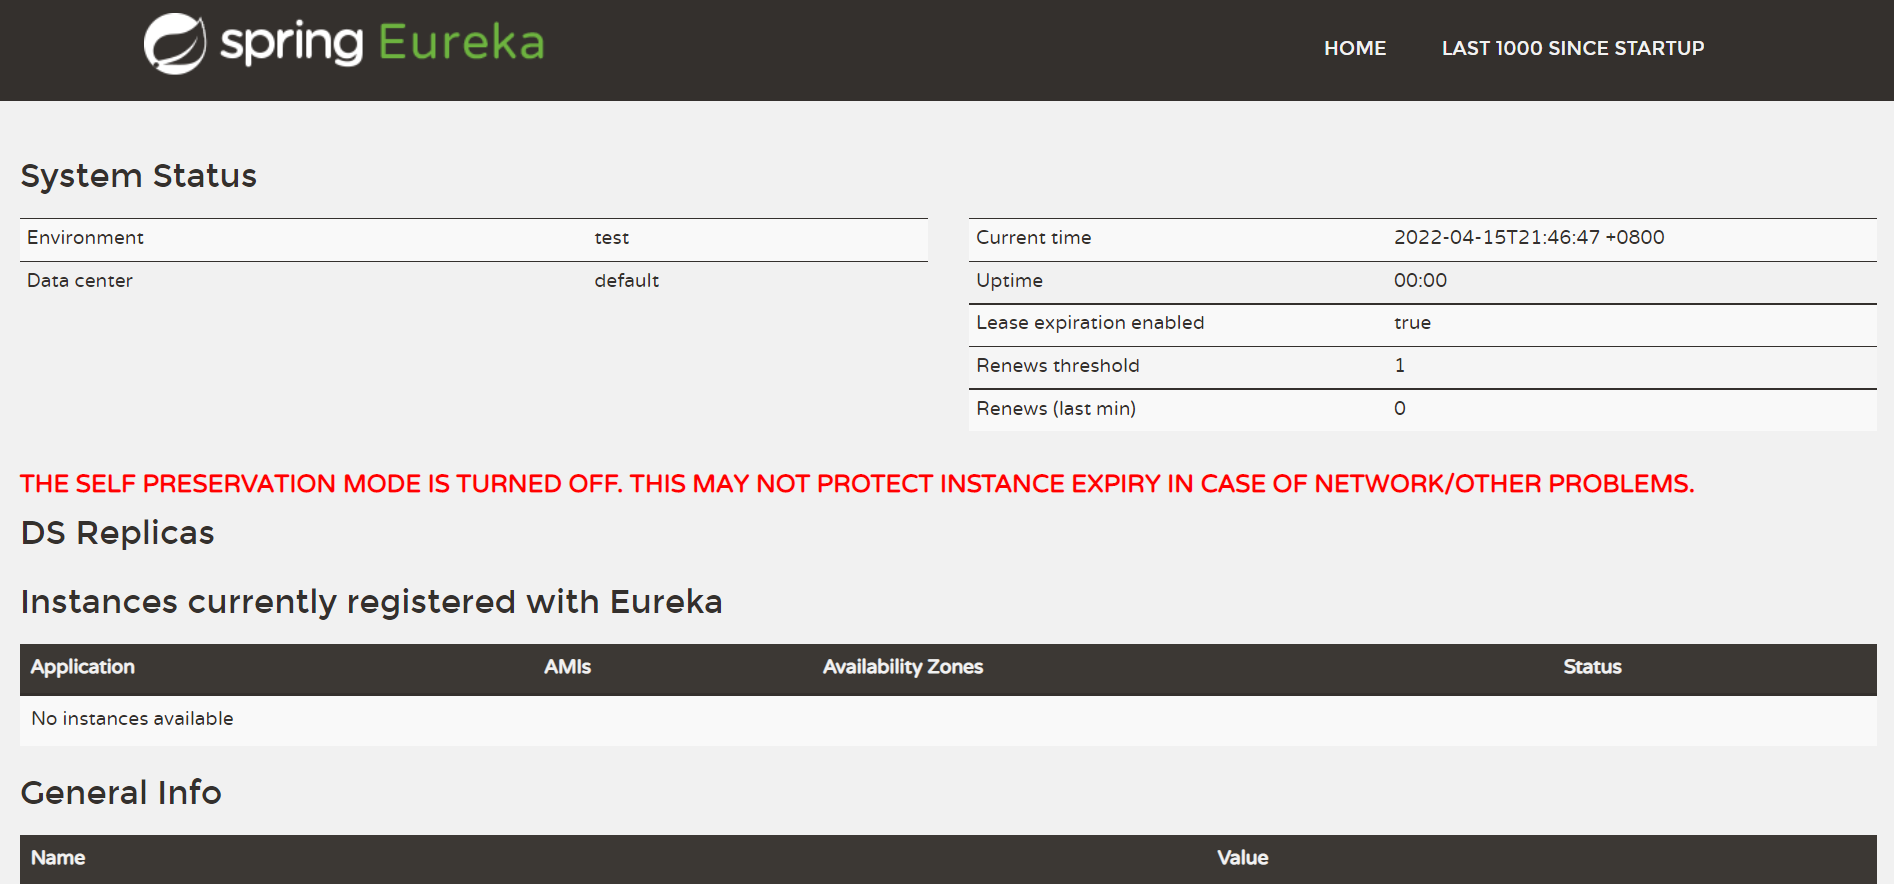 spring Eureka
HOME LAST 1000 SINCE STARTUP
System Status
Environment test
Data center default
Current time 2022-04-15T21:46:47 +0800
Uptime 00:00
Lease expiration enabled true
Renews threshold 1
Renews (last min) 0
THE SELF PRESERVATION MODE IS TURNED OFF. THIS MAY NOT PROTECT INSTANCE EXPIRY IN CASE OF NETWORK/OTHER PROBLEMS.
DS Replicas
Instances currently registered with Eureka
Application AMIs Availability Zones Status
No instances available
General Info
Name Value